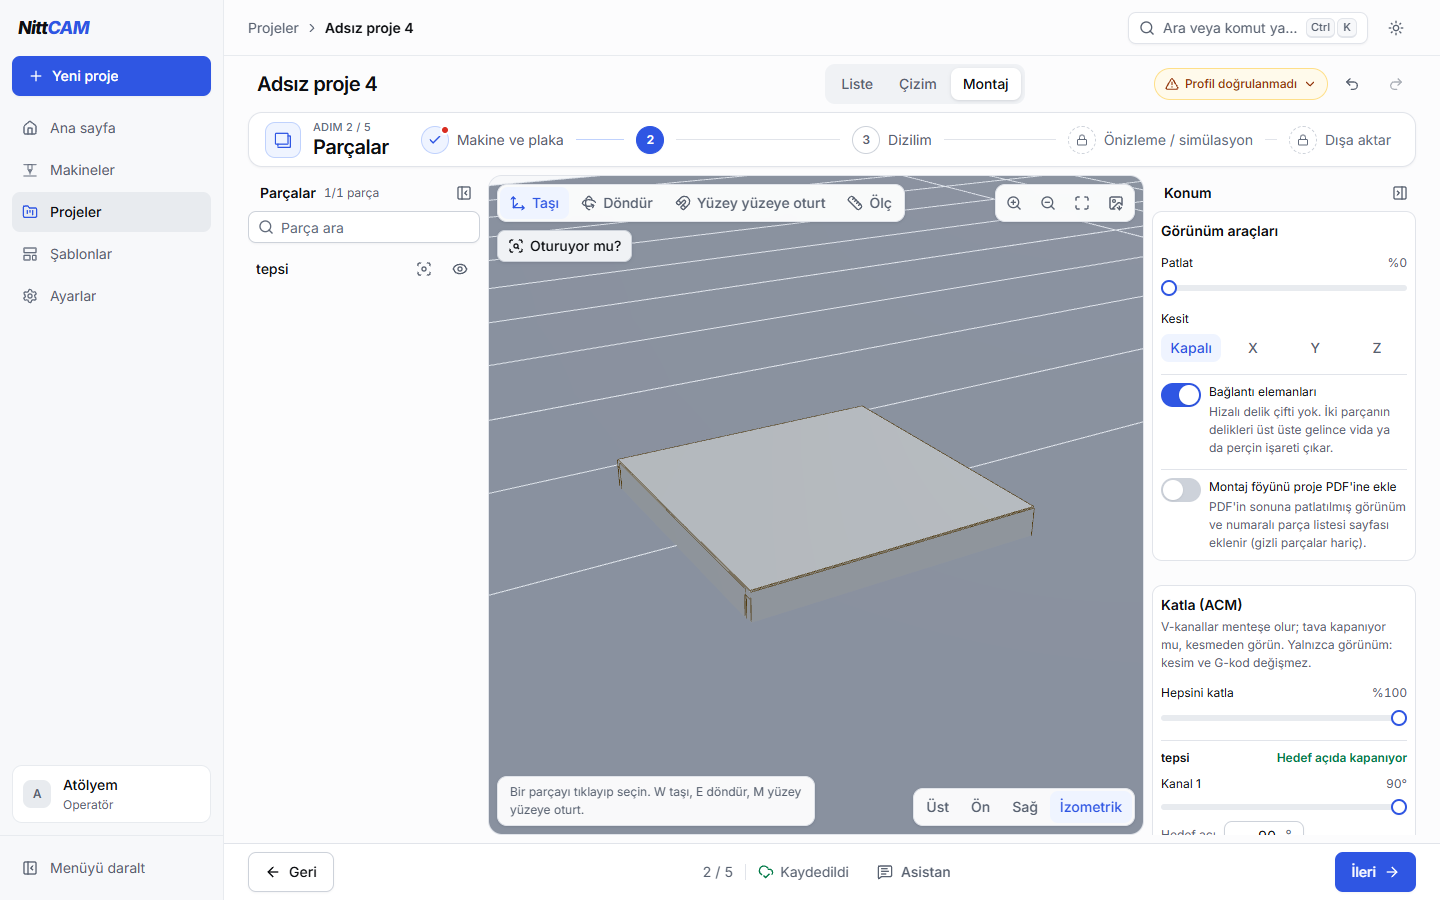 NittCAM
Projeler > Adsız proje 4
Ara veya komut ya... Ctrl K
Yeni proje
Ana sayfa
Makineler
Projeler
Şablonlar
Ayarlar
Adsız proje 4
Liste Çizim Montaj
Profil doğrulanmadı
ADIM 2 / 5
Parçalar
Makine ve plaka
2
3 Dizilim
Önizleme / simülasyon
Dışa aktar
Parçalar 1/1 parça
Parça ara
tepsi
Taşı Döndür Yüzey yüzeye oturt Ölç
Oturuyor mu?
Bir parçayı tıklayıp seçin. W taşı, E döndür, M yüzey
yüzeye oturt.
Üst Ön Sağ İzometrik
Konum
Görünüm araçları
Patlat %0
Kesit
Kapalı X Y Z
Bağlantı elemanları
Hizalı delik çifti yok. İki parçanın
delikleri üst üste gelince vida ya
da perçin işareti çıkar.
Montaj föyünü proje PDF'ine ekle
PDF'in sonuna patlatılmış görünüm
ve numaralı parça listesi sayfası
eklenir (gizli parçalar hariç).
Katla (ACM)
V-kanallar menteşe olur; tava kapanıyor
mu, kesmeden görün. Yalnızca görünüm:
kesim ve G-kod değişmez.
Hepsini katla %100
tepsi Hedef açıda kapanıyor
Kanal 1 90°
Hedef açı 90 °
A
Atölyem
Operatör
Menüyü daralt
Geri
2 / 5 Kaydedildi Asistan
İleri